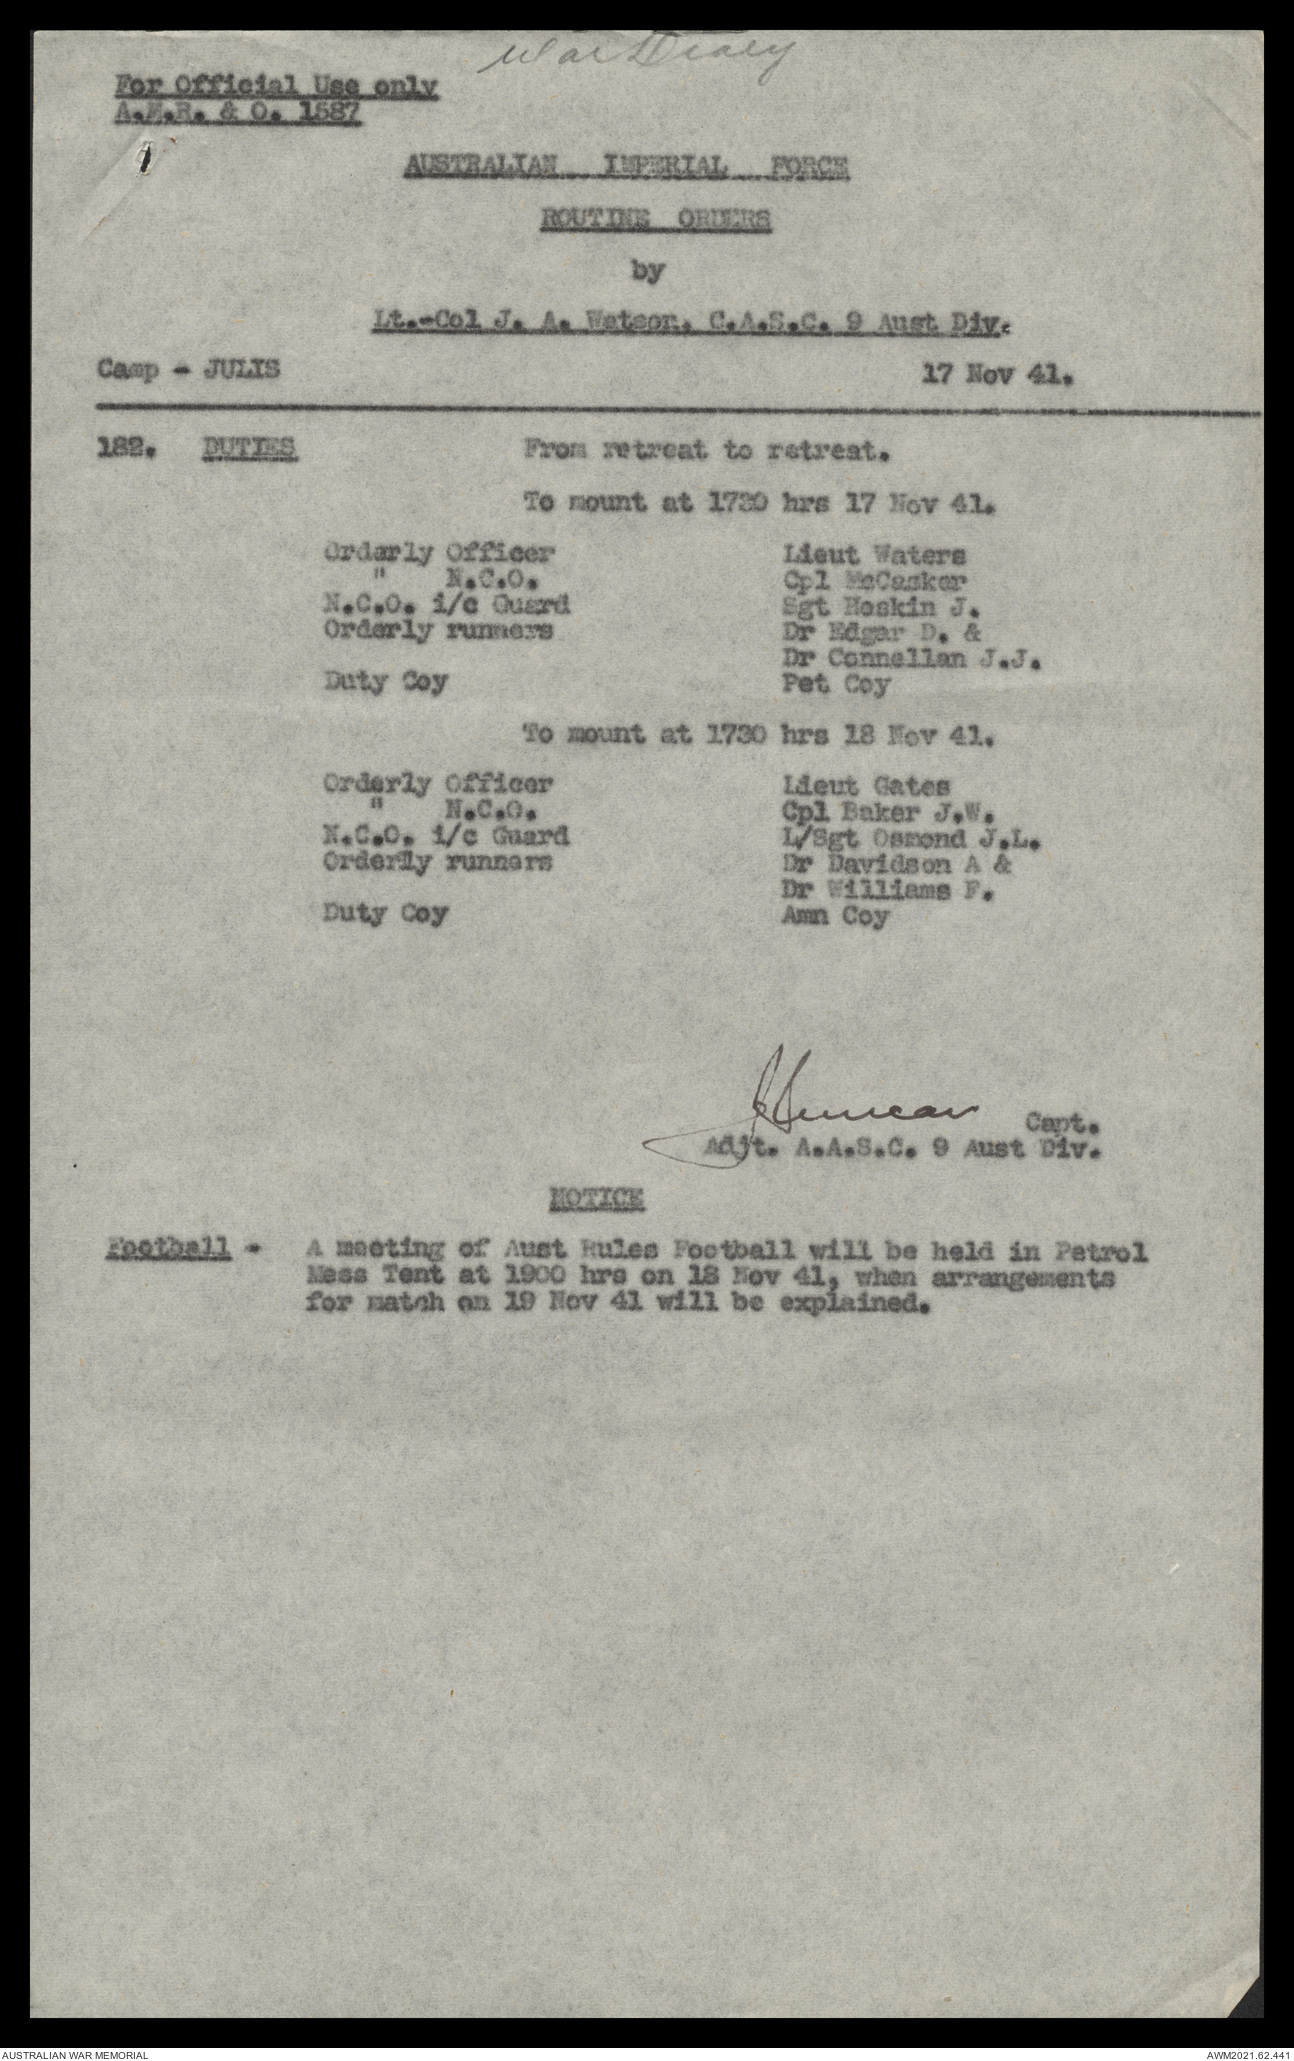 War Diary
For Official Use only
A.M.R. & O. 1587
AUSTRALIAN IMPERIAL FORCE
ROUTINE ORDERS
by
Lt.-Col J. A. Watson. C.A.S.C. 9 Aust Div.
Camp - JULIS 17 Nov 41.
182. DUTIES From retreat to retreat.
To mount at 1730 hrs 17 Nov 41.
Orderly Officer Lieut Waters
" N.C.O. Cpl McCasker
N.C.O. i/c Guard Sgt Hoskin J.
Orderly runners Dr Edgar D. &
Dr Connellan J.J.
Duty Coy Pet Coy
To mount at 1730 hrs 18 Nov 41.
Orderly Officer Lieut Gates
" N.C.O. Cpl Baker J.W.
N.C.O. i/c Guard L/Sgt Osmond J.L.
Orderly runners Dr Davidson A &
Dr Williams F.
Duty Coy Amn Coy
Capt.
Adjt. A.A.S.C. 9 Aust Div.
NOTICE
Football - A meeting of Aust Rules Football will be held in Petrol
Mess Tent at 1900 hrs on 18 Nov 41, when arrangements
for match on 19 Nov 41 will be explained.
AUSTRALIAN WAR MEMORIAL AWM2021.62.441